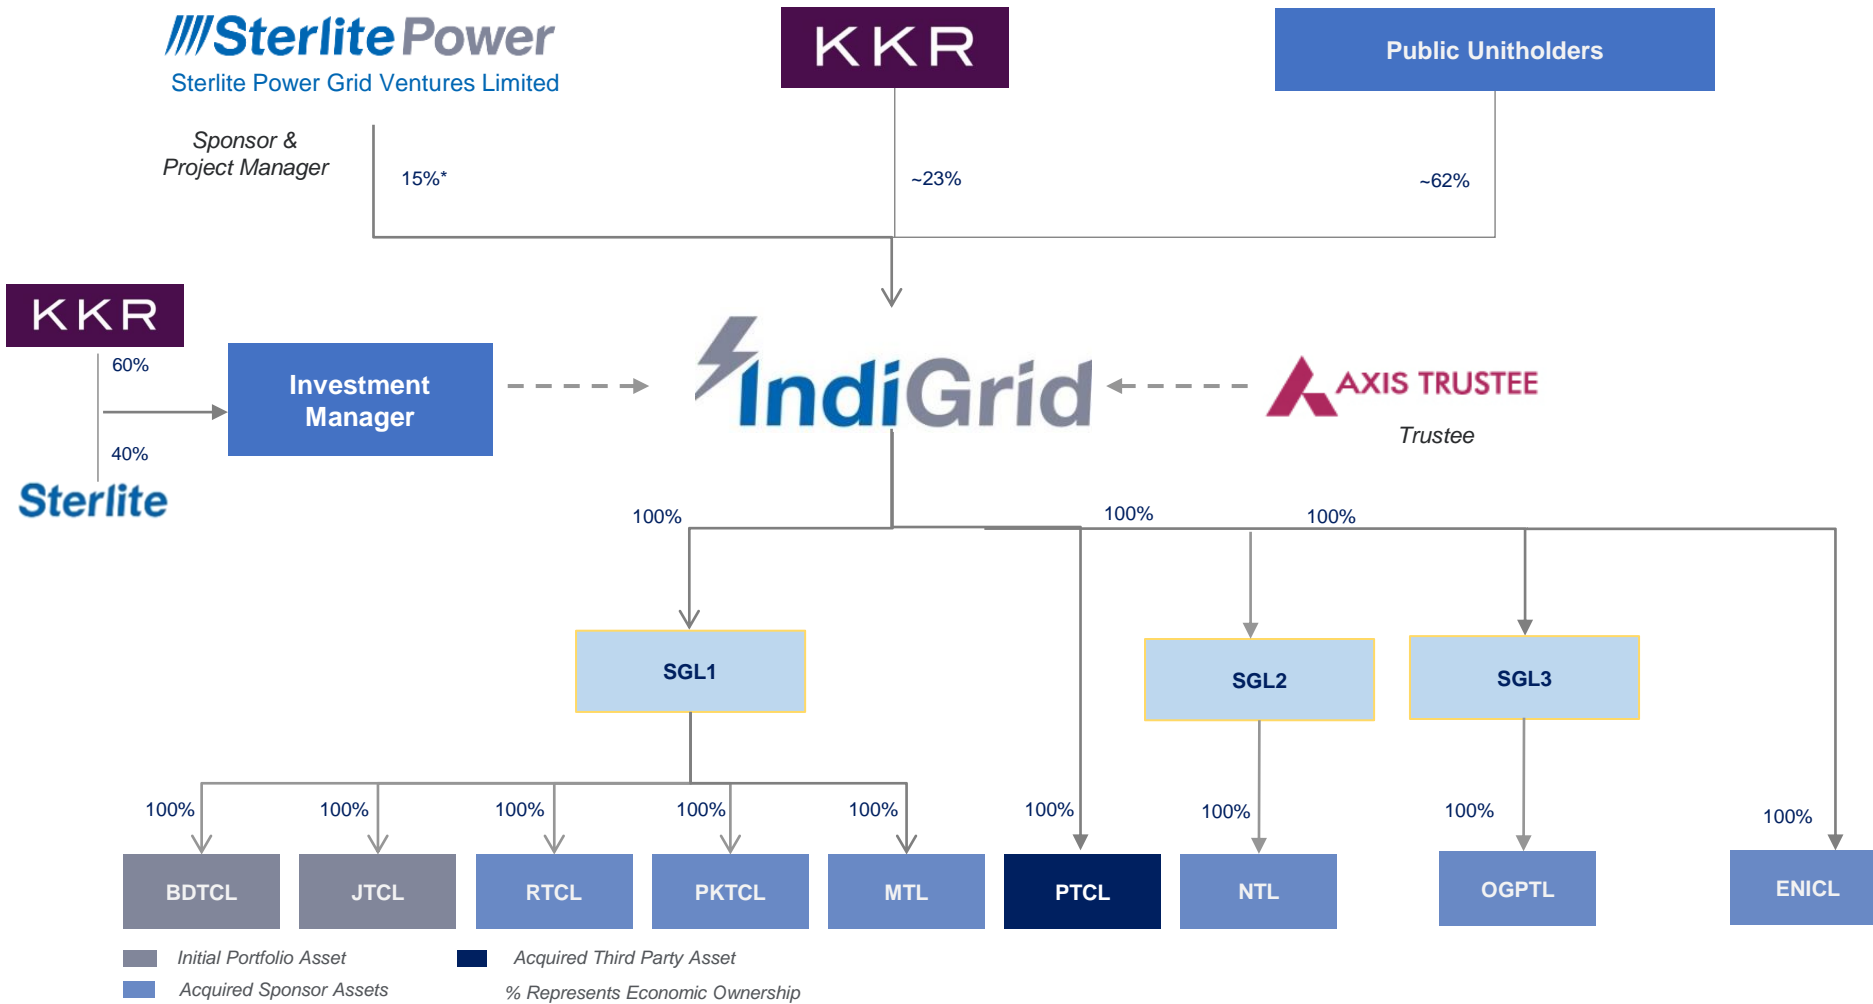 Sterlite Power
Sterlite Power Grid Ventures Limited
KKR
Public Unitholders
Sponsor &
Project Manager
15%*
~23%
~62%
KKR
60%
40%
Sterlite
Investment
Manager
IndiGrid
AXIS TRUSTEE
Trustee
100%
100%
100%
SGL1
SGL2
SGL3
100%
100%
100%
100%
100%
100%
100%
100%
100%
BDTCL
JTCL
RTCL
PKTCL
MTL
PTCL
NTL
OGPTL
ENICL
Initial Portfolio Asset
Acquired Third Party Asset
Acquired Sponsor Assets
% Represents Economic Ownership